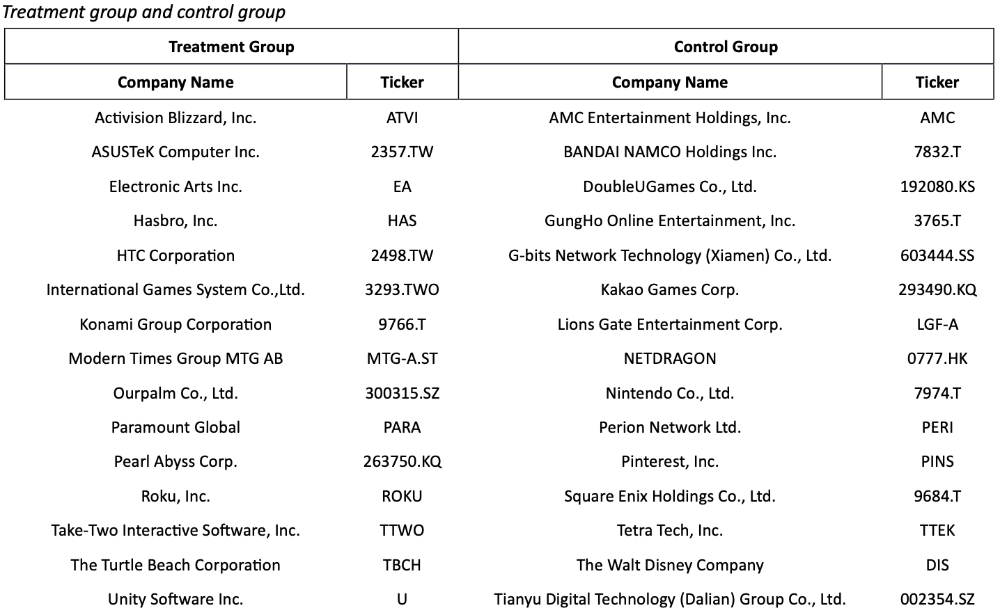 Treatment group and control group
Treatment Group Control Group
Company Name Ticker Company Name Ticker
Activision Blizzard, Inc. ATVI AMC Entertainment Holdings, Inc. AMC
ASUSTeK Computer Inc. 2357.TW BANDAI NAMCO Holdings Inc. 7832.T
Electronic Arts Inc. EA DoubleUGames Co., Ltd. 192080.KS
Hasbro, Inc. HAS GungHo Online Entertainment, Inc. 3765.T
HTC Corporation 2498.TW G-bits Network Technology (Xiamen) Co., Ltd. 603444.SS
International Games System Co.,Ltd. 3293.TWO Kakao Games Corp. 293490.KQ
Konami Group Corporation 9766.T Lions Gate Entertainment Corp. LGF-A
Modern Times Group MTG AB MTG-A.ST NETDRAGON 0777.HK
Ourpalm Co., Ltd. 300315.SZ Nintendo Co., Ltd. 7974.T
Paramount Global PARA Perion Network Ltd. PERI
Pearl Abyss Corp. 263750.KQ Pinterest, Inc. PINS
Roku, Inc. ROKU Square Enix Holdings Co., Ltd. 9684.T
Take-Two Interactive Software, Inc. TTWO Tetra Tech, Inc. TTEK
The Turtle Beach Corporation TBCH The Walt Disney Company DIS
Unity Software Inc. U Tianyu Digital Technology (Dalian) Group Co., Ltd. 002354.SZ